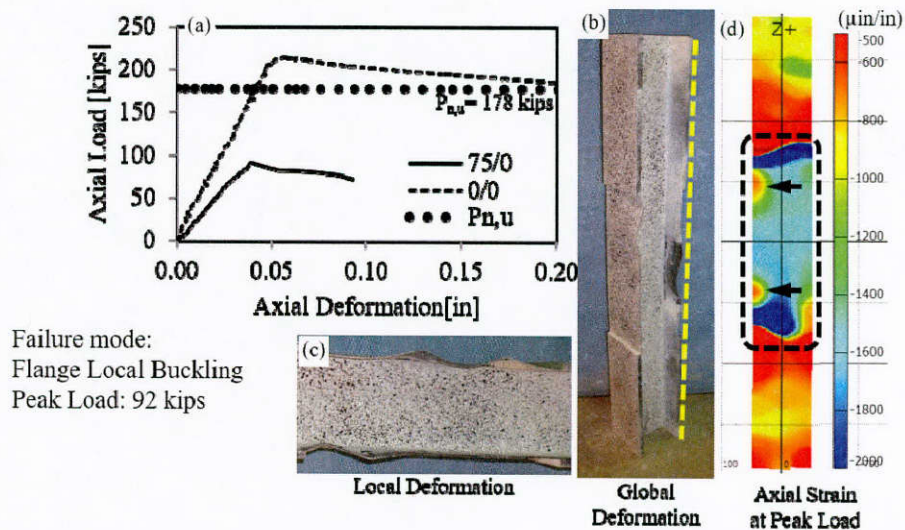 (a)
Axial Load [kips]
250
200
150
100
50
0
Pn,u= 178 kips
75/0
0/0
Pn,u
0.00 0.05 0.10 0.15 0.20
Axial Deformation[in]
Failure mode:
Flange Local Buckling
Peak Load: 92 kips
(c)
Local Deformation
(b)
Global
Deformation
(d)
(µin/in)
Z+
-500
-600
-800
-1000
-1200
-1400
-1600
-1800
-2000
100
0
Axial Strain
at Peak Load